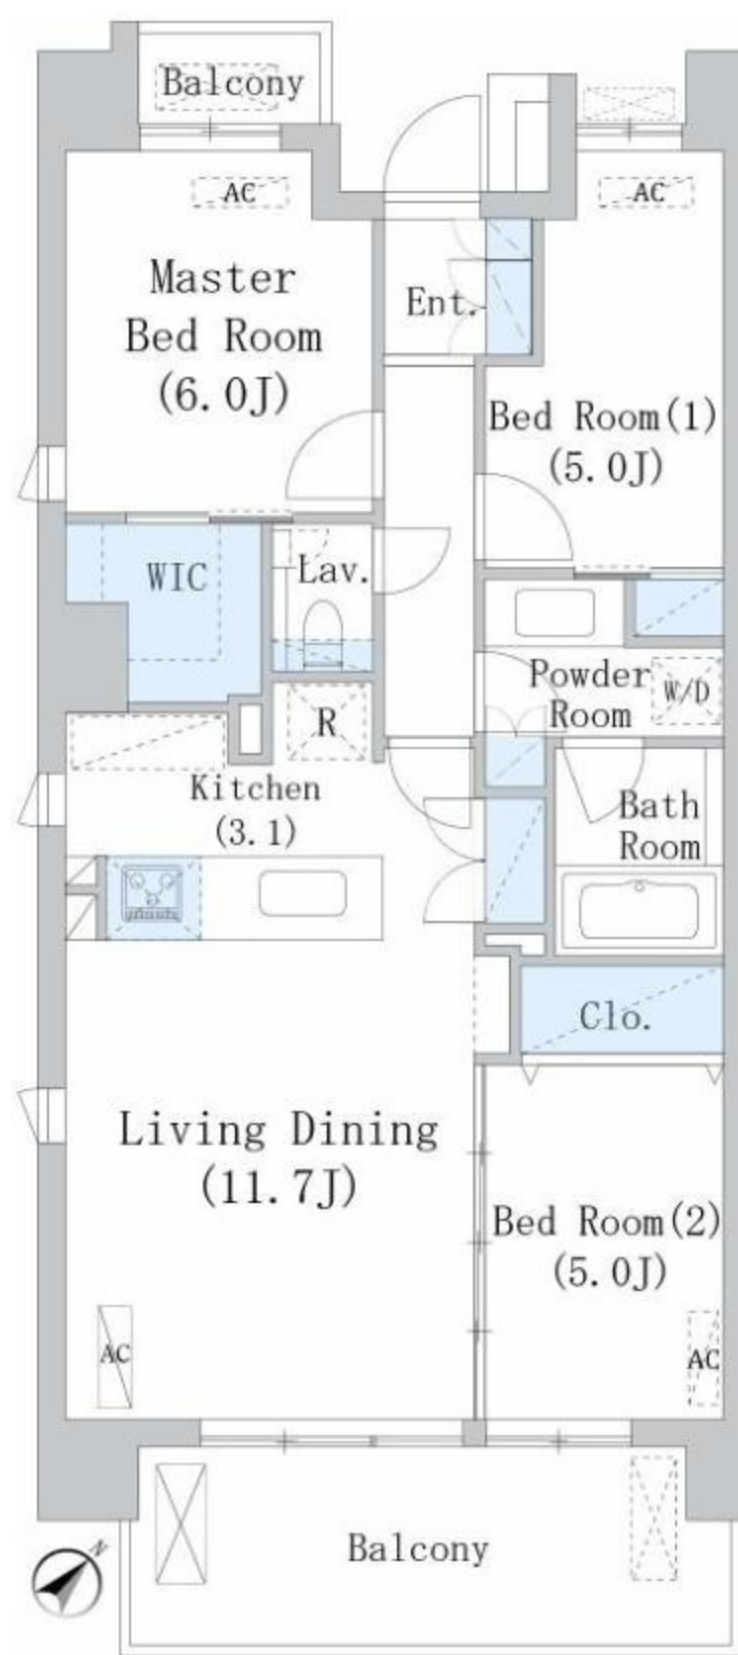 Balcony
AC
AC
Master
Bed Room
(6.0J)
Ent.
Bed Room(1)
(5.0J)
WIC
Lav.
Powder
Room
W/D
R
Kitchen
(3.1)
Bath
Room
Clo.
Living Dining
(11.7J)
Bed Room(2)
(5.0J)
AC
AC
Balcony
N